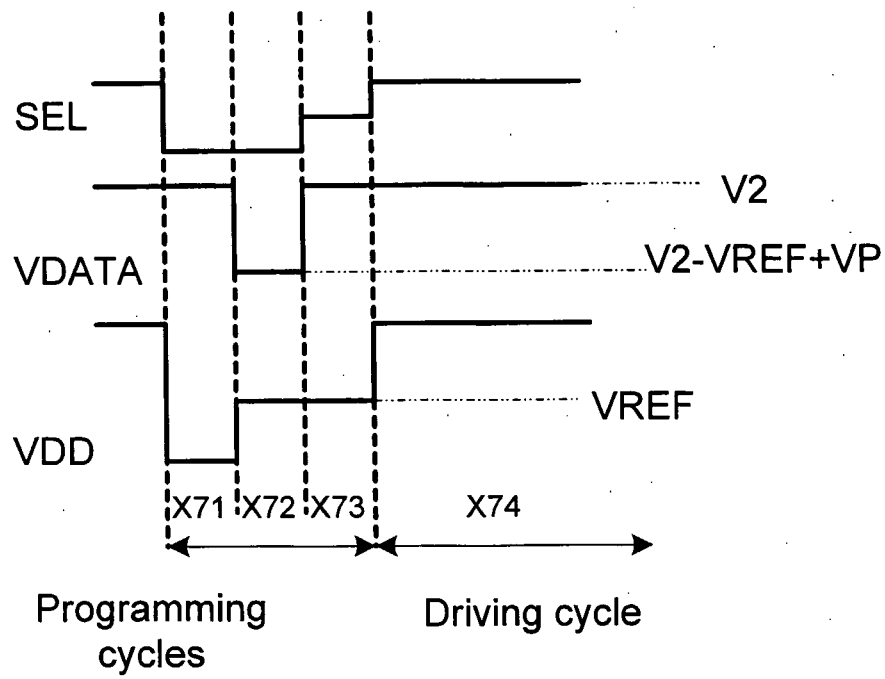 SEL
V2
VDATA
V2-VREF+VP
VREF
VDD
X71 X72 X73 X74
Programming
cycles
Driving cycle